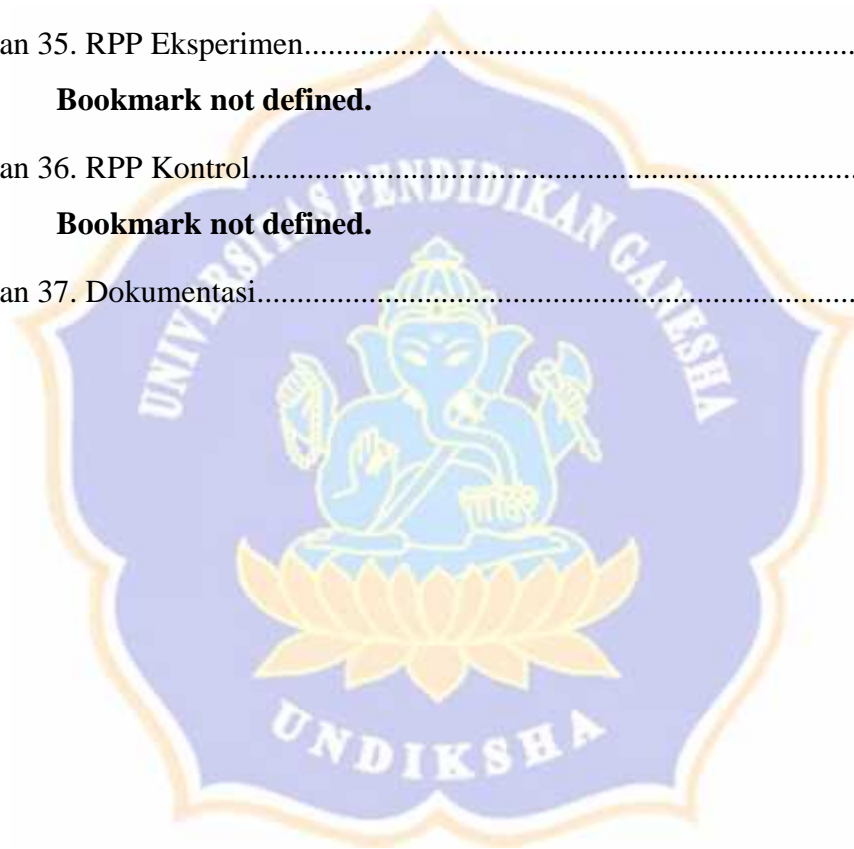 an 35. RPP Eksperimen...........................................................................
Bookmark not defined.
an 36. RPP Kontrol..................................................................................
Bookmark not defined.
an 37. Dokumentasi.................................................................................
UNIVERSITAS PENDIDIKAN GANESHA
UNDIKSHA